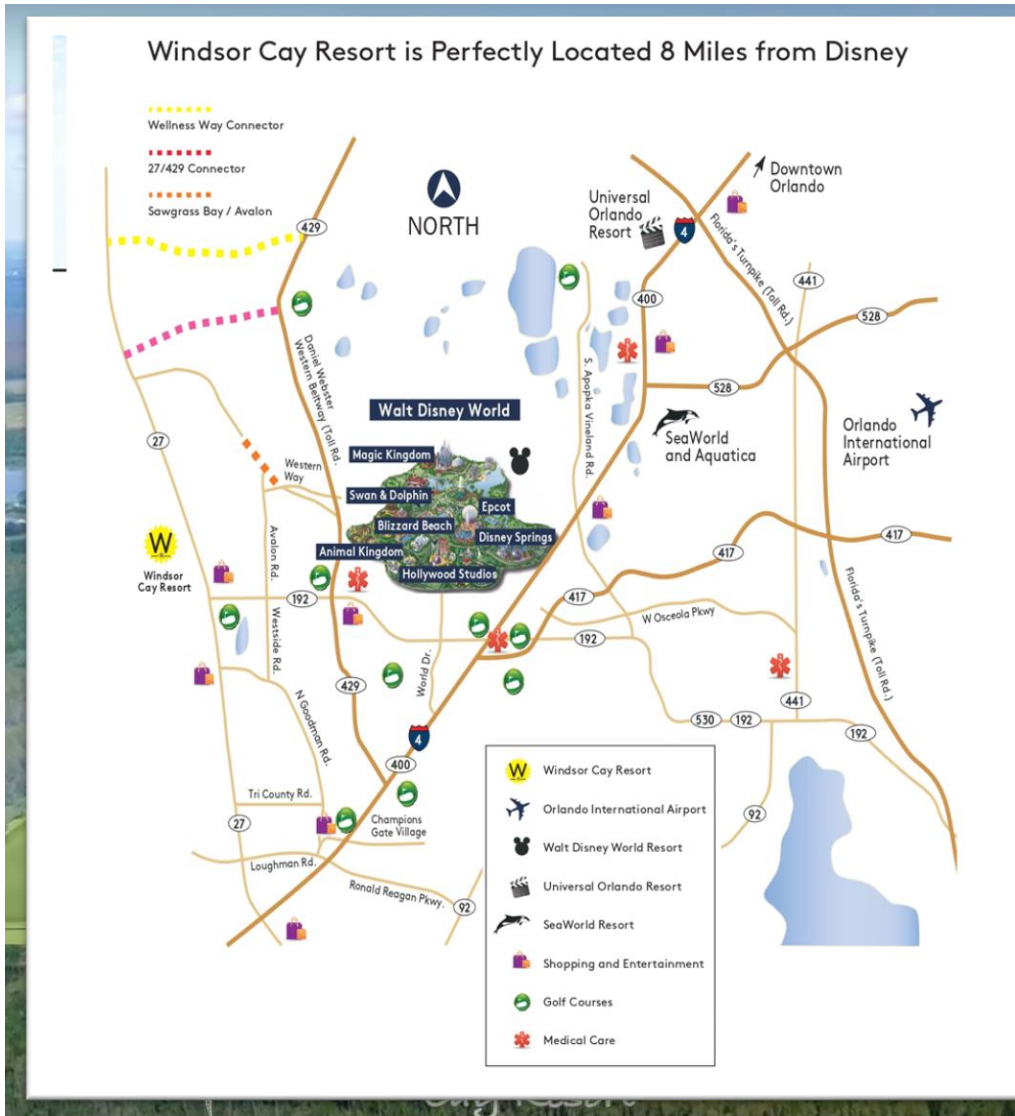 Windsor Cay Resort is Perfectly Located 8 Miles from Disney
Wellness Way Connector
27/429 Connector
Sawgrass Bay / Avalon
NORTH
429
Universal
Orlando
Resort
4
Downtown
Orlando
Florida's Turnpike (Toll Rd.)
441
400
528
528
Daniel Webster
Western Beltway (Toll Rd.
S. Apopka Vineland Rd.
Walt Disney World
SeaWorld
and Aquatica
Orlando
International
Airport
27
Magic Kingdom
Western
Way
Swan & Dolphin
Epcot
Blizzard Beach
Disney Springs
Animal Kingdom
Hollywood Studios
W
Windsor
Cay Resort
Avalon Rd.
417
417
417
192
W Osceola Pkwy
192
Westside Rd.
World Dr.
Florida's Turnpike (Toll Rd.)
429
N Goodman Rd.
441
530
192
192
4
400
Tri County Rd.
27
Champions
Gate Village
92
Loughman Rd.
Ronald Reagan Pkwy.
92
W
Windsor Cay Resort
Orlando International Airport
Walt Disney World Resort
Universal Orlando Resort
SeaWorld Resort
Shopping and Entertainment
Golf Courses
Medical Care
Cay Resort